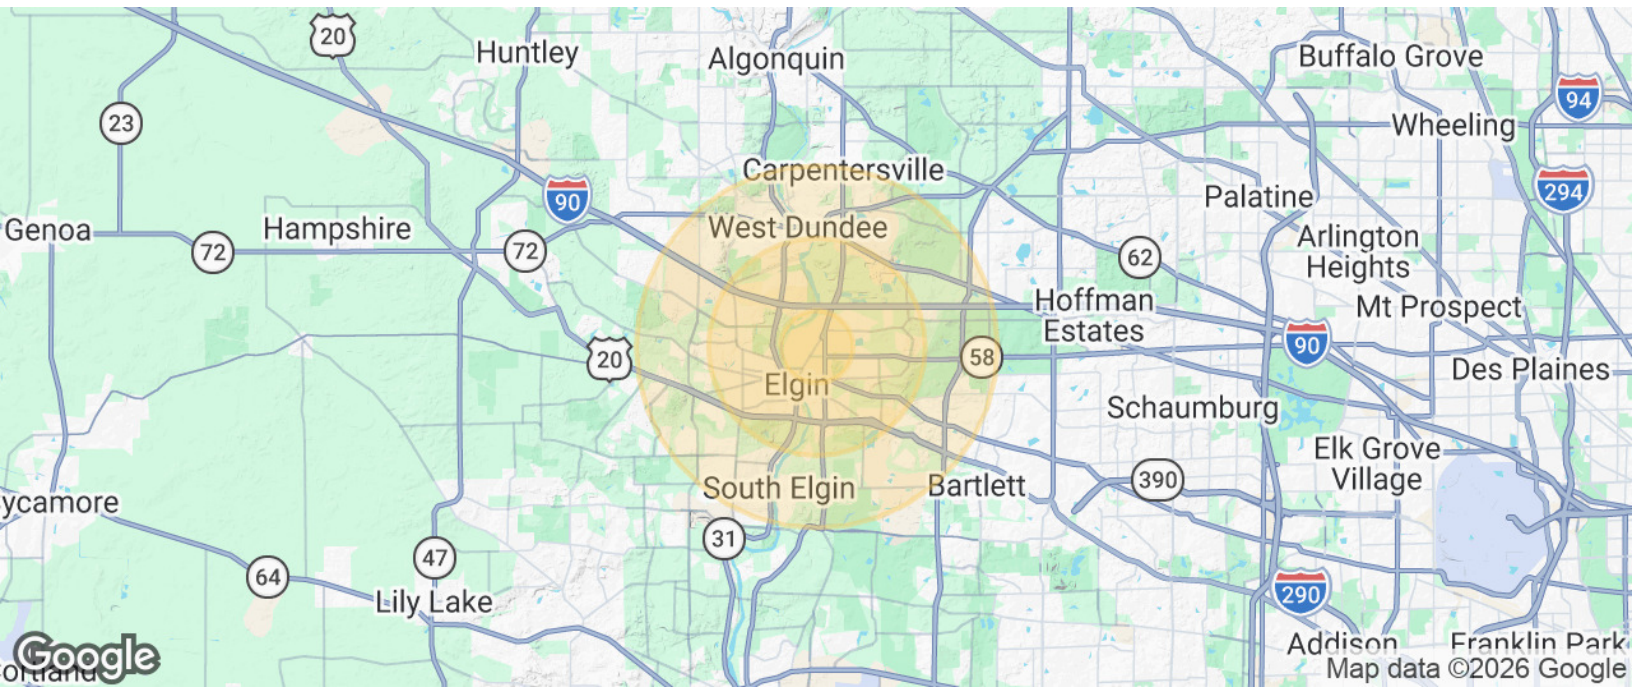 20
Huntley
Algonquin
Buffalo Grove
94
23
Wheeling
Carpentersville
90
294
Palatine
Genoa
Hampshire
West Dundee
72
72
62
Arlington
Heights
Hoffman
Estates
Mt Prospect
20
58
90
Elgin
Des Plaines
Schaumburg
Elk Grove
Village
ycamore
South Elgin
Bartlett
390
31
47
64
Lily Lake
290
Addison
Franklin Park
Google
ortland
Map data ©2026 Google